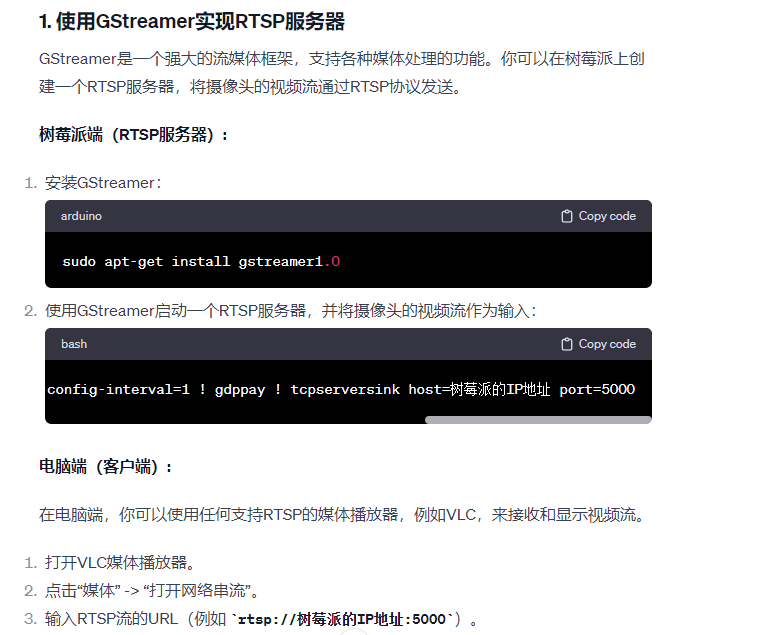 1. 使用GStreamer实现RTSP服务器
GStreamer是一个强大的流媒体框架，支持各种媒体处理的功能。你可以在树莓派上创
建一个RTSP服务器，将摄像头的视频流通过RTSP协议发送。
树莓派端（RTSP服务器）：
1. 安装GStreamer：
arduino Copy code
sudo apt-get install gstreamer1.0
2. 使用GStreamer启动一个RTSP服务器，并将摄像头的视频流作为输入：
bash Copy code
config-interval=1 ! gdppay ! tcpserversink host=树莓派的IP地址 port=5000
电脑端（客户端）：
在电脑端，你可以使用任何支持RTSP的媒体播放器，例如VLC，来接收和显示视频流。
1. 打开VLC媒体播放器。
2. 点击“媒体” -> “打开网络串流”。
3. 输入RTSP流的URL（例如 `rtsp://树莓派的IP地址:5000`）。